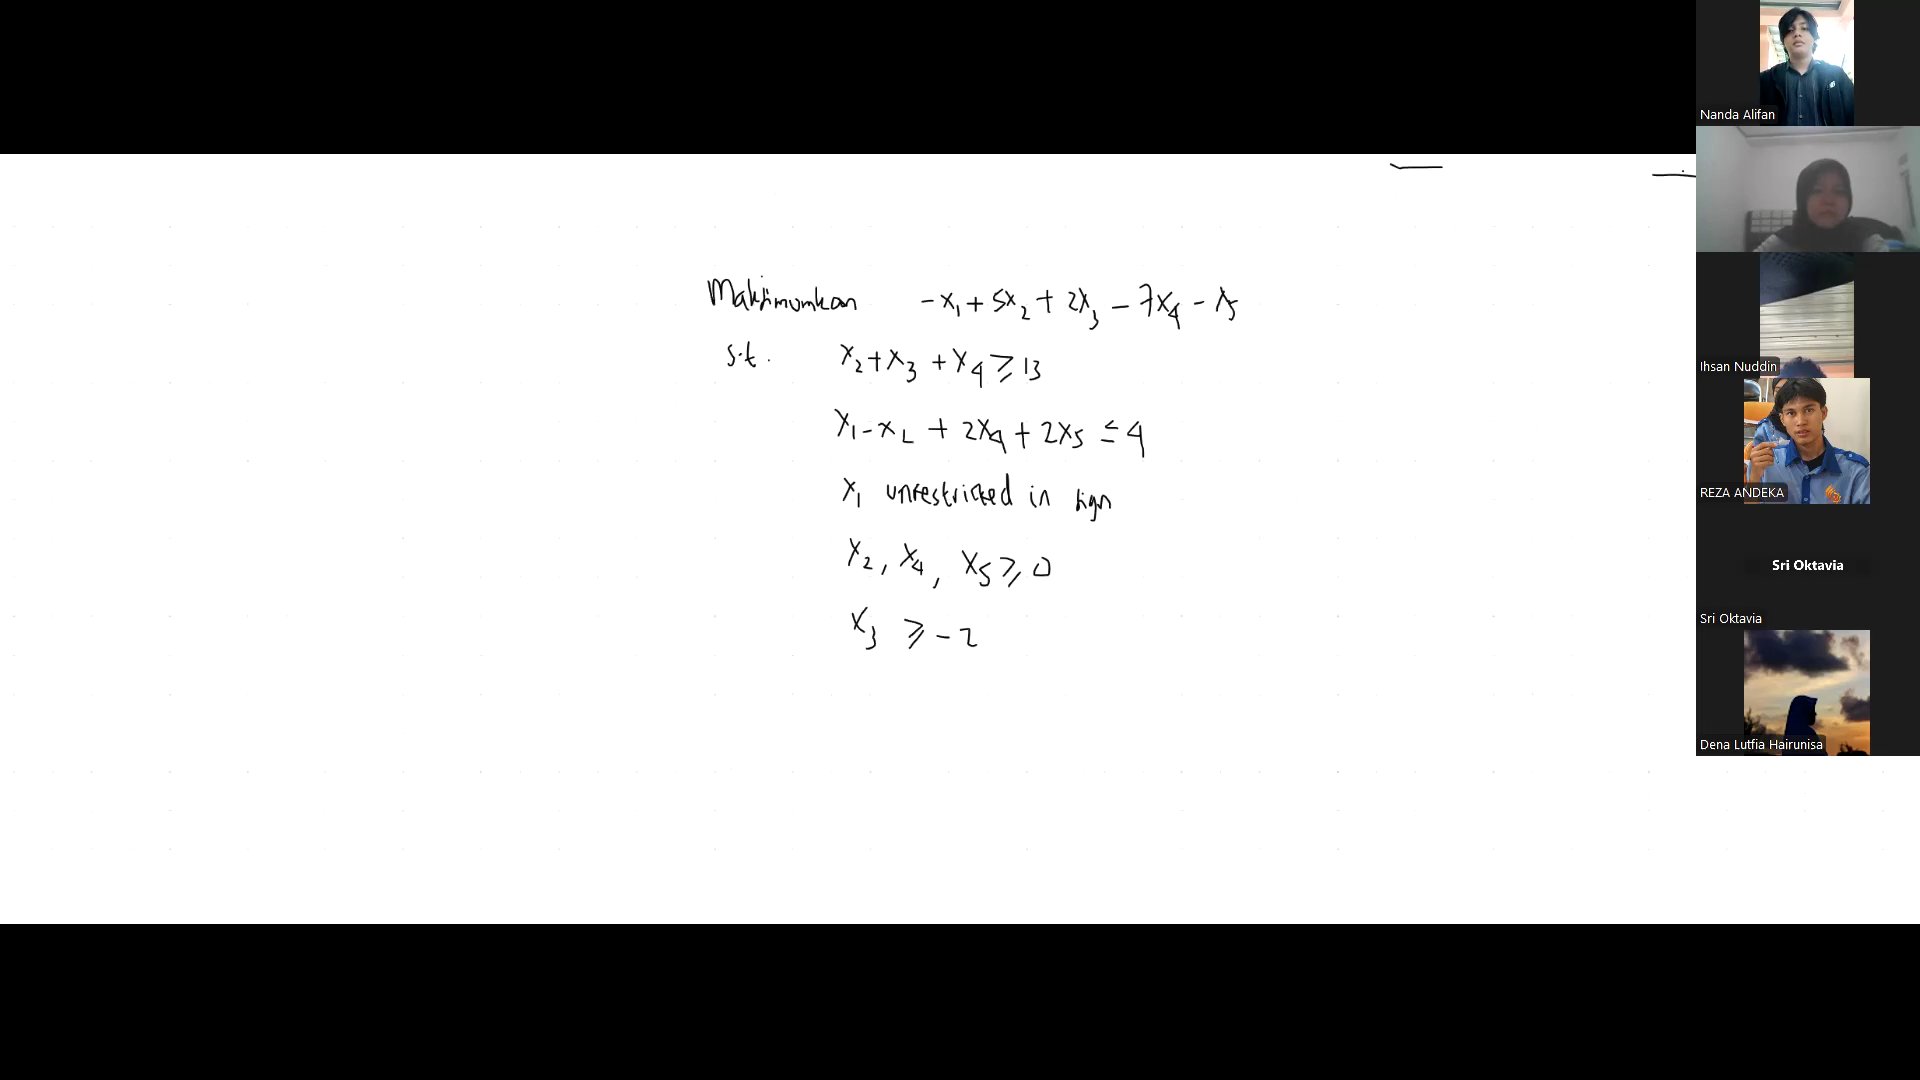 Maksimumkan -x₁ + 5x₂ + 2x₃ - 7x₄ - x₅
s.t. x₂ + x₃ + x₄ ≥ 13
x₁ - x₂ + 2x₄ + 2x₅ ≤ 4
x₁ unrestricted in sign
x₂, x₄, x₅ ≥ 0
x₃ ≥ -2
Nanda Alifan
Ihsan Nuddin
REZA ANDEKA
Sri Oktavia
Sri Oktavia
Dena Lutfia Hairunisa